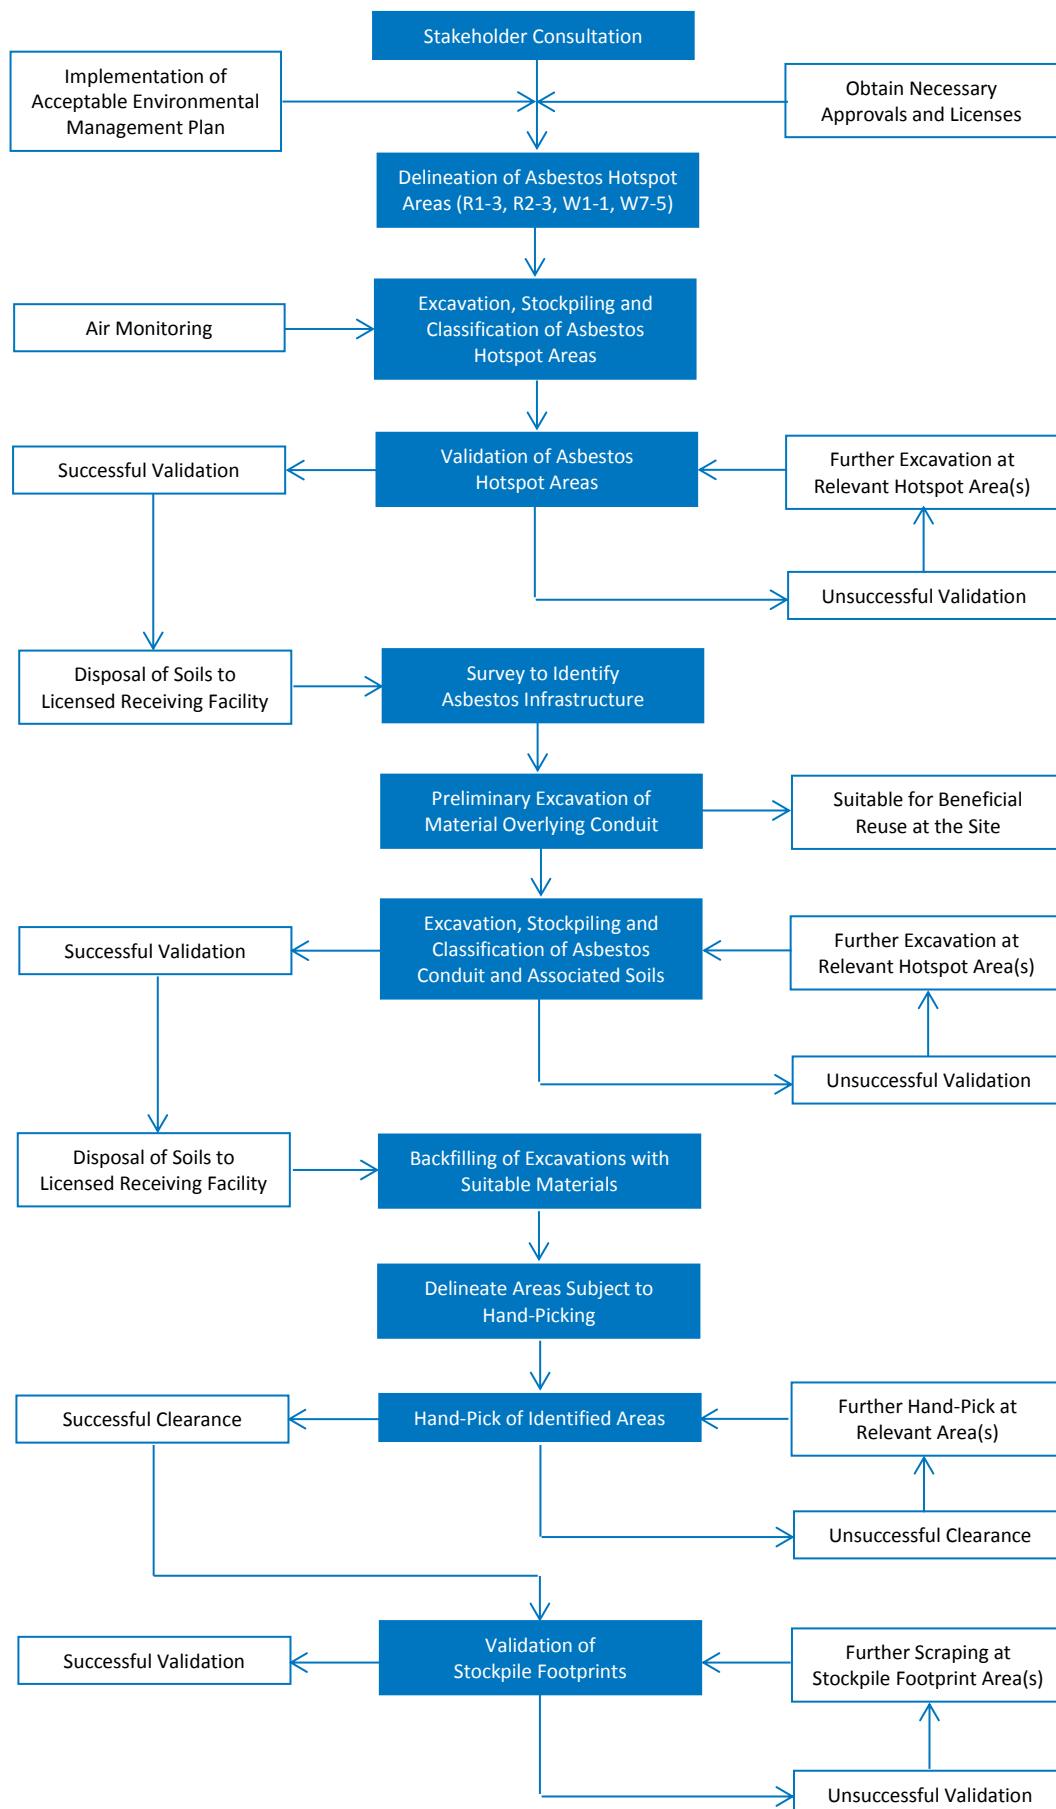 Stakeholder Consultation
Implementation of
Acceptable Environmental
Management Plan
Obtain Necessary
Approvals and Licenses
Delineation of Asbestos Hotspot
Areas (R1-3, R2-3, W1-1, W7-5)
Air Monitoring
Excavation, Stockpiling and
Classification of Asbestos
Hotspot Areas
Successful Validation
Validation of Asbestos
Hotspot Areas
Further Excavation at
Relevant Hotspot Area(s)
Unsuccessful Validation
Disposal of Soils to
Licensed Receiving Facility
Survey to Identify
Asbestos Infrastructure
Preliminary Excavation of
Material Overlying Conduit
Suitable for Beneficial
Reuse at the Site
Successful Validation
Excavation, Stockpiling and
Classification of Asbestos
Conduit and Associated Soils
Further Excavation at
Relevant Hotspot Area(s)
Unsuccessful Validation
Disposal of Soils to
Licensed Receiving Facility
Backfilling of Excavations with
Suitable Materials
Delineate Areas Subject to
Hand-Picking
Successful Clearance
Hand-Pick of Identified Areas
Further Hand-Pick at
Relevant Area(s)
Unsuccessful Clearance
Successful Validation
Validation of
Stockpile Footprints
Further Scraping at
Stockpile Footprint Area(s)
Unsuccessful Validation